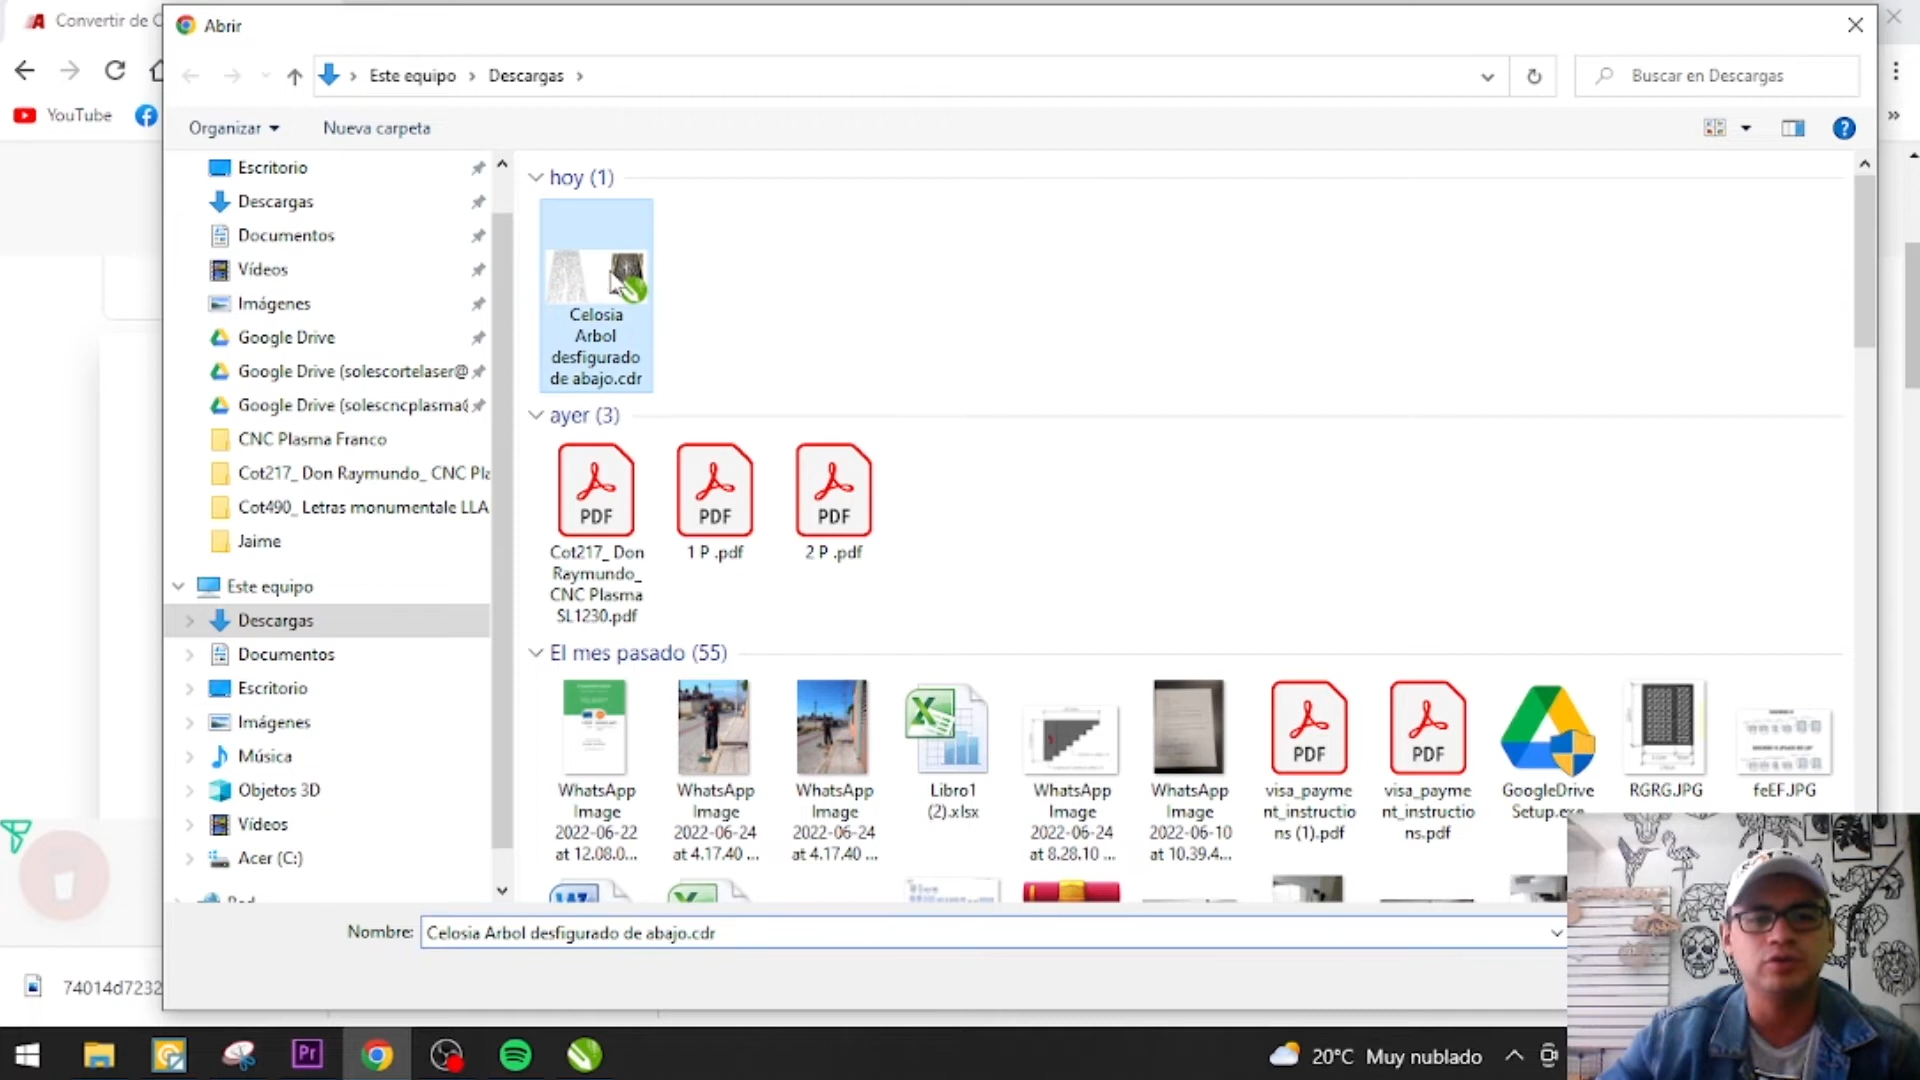 Convertir de C
Abrir
Este equipo
Descargas
Buscar en Descargas
YouTube
Organizar
Nueva carpeta
Escritorio
Descargas
Documentos
Vídeos
Imágenes
Google Drive
Google Drive (solescortelaser@
Google Drive (solescncplasma(
CNC Plasma Franco
Cot217_ Don Raymundo_ CNC Pla
Cot490_ Letras monumentale LLA
Jaime
Este equipo
Descargas
Documentos
Escritorio
Imágenes
Música
Objetos 3D
Vídeos
Acer (C:)
hoy (1)
Celosia
Arbol
desfigurado
de abajo.cdr
ayer (3)
PDF
PDF
PDF
Cot217_ Don
Raymundo_
CNC Plasma
SL1230.pdf
1 P .pdf
2 P .pdf
El mes pasado (55)
PDF
PDF
WhatsApp
Image
2022-06-22
at 12.08.0...
WhatsApp
Image
2022-06-24
at 4.17.40 ...
WhatsApp
Image
2022-06-24
at 4.17.40 ...
Libro1
(2).xlsx
WhatsApp
Image
2022-06-24
at 8.28.10 ...
WhatsApp
Image
2022-06-10
at 10.39.4...
visa_payme
nt_instructio
ns (1).pdf
visa_payme
nt_instructio
ns.pdf
GoogleDrive
Setup.exe
RGRG.JPG
feEF.JPG
Nombre:
Celosia Arbol desfigurado de abajo.cdr
74014d7232
Pr
20°C Muy nublado